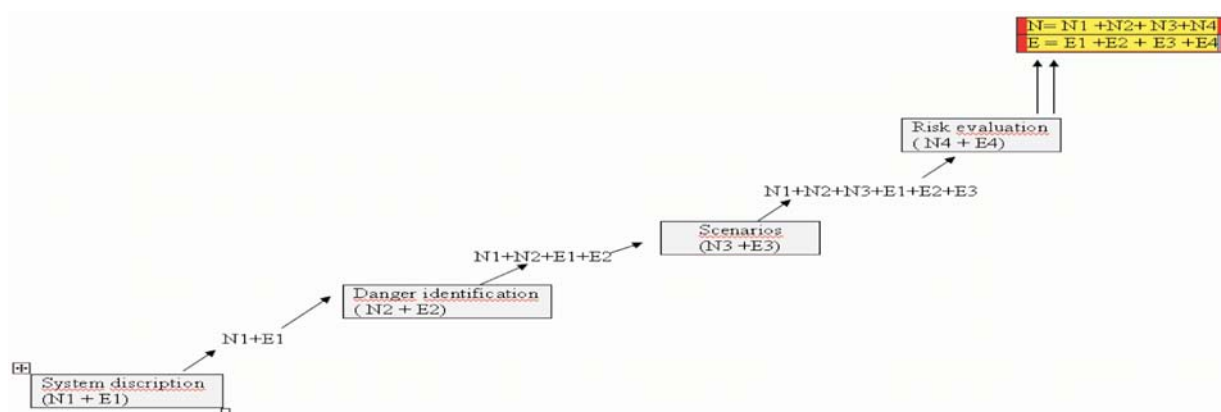 N= N1 +N2+ N3+N4
E = E1 +E2 + E3 +E4
Risk evaluation
( N4 + E4)
N1+N2+N3+E1+E2+E3
Scenarios
(N3 +E3)
N1+N2+E1+E2
Danger identification
( N2 + E2)
N1+E1
System discription
(N1 + E1)